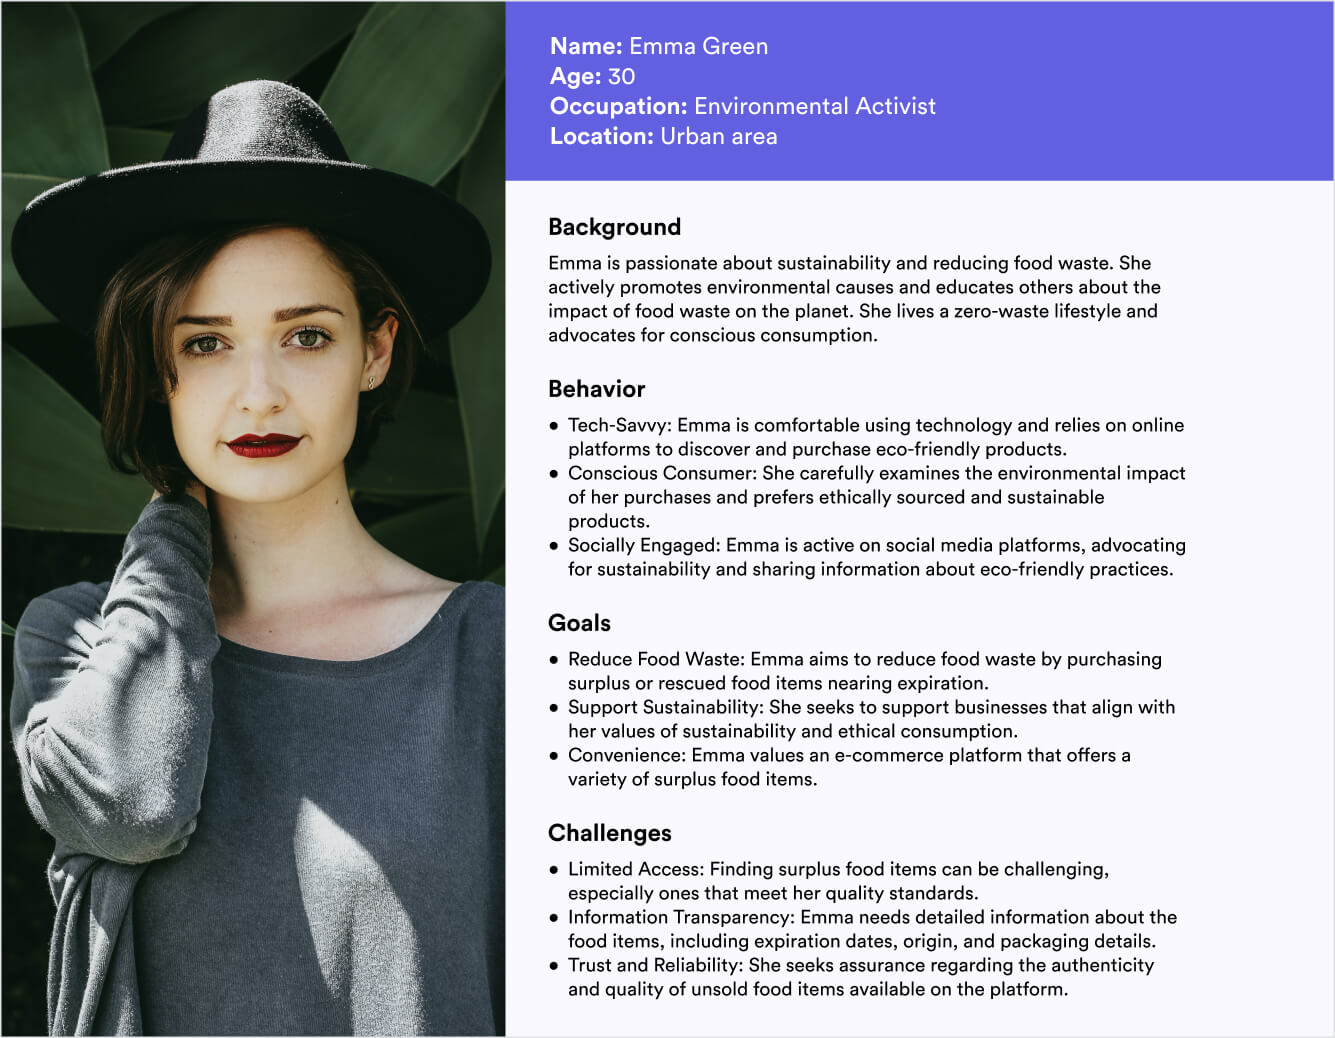 Name: Emma Green
Age: 30
Occupation: Environmental Activist
Location: Urban area
Background
Emma is passionate about sustainability and reducing food waste. She
actively promotes environmental causes and educates others about the
impact of food waste on the planet. She lives a zero-waste lifestyle and
advocates for conscious consumption.
Behavior
● Tech-Savvy: Emma is comfortable using technology and relies on online
platforms to discover and purchase eco-friendly products.
● Conscious Consumer: She carefully examines the environmental impact
of her purchases and prefers ethically sourced and sustainable
products.
● Socially Engaged: Emma is active on social media platforms, advocating
for sustainability and sharing information about eco-friendly practices.
Goals
● Reduce Food Waste: Emma aims to reduce food waste by purchasing
surplus or rescued food items nearing expiration.
● Support Sustainability: She seeks to support businesses that align with
her values of sustainability and ethical consumption.
● Convenience: Emma values an e-commerce platform that offers a
variety of surplus food items.
Challenges
● Limited Access: Finding surplus food items can be challenging,
especially ones that meet her quality standards.
● Information Transparency: Emma needs detailed information about the
food items, including expiration dates, origin, and packaging details.
● Trust and Reliability: She seeks assurance regarding the authenticity
and quality of unsold food items available on the platform.